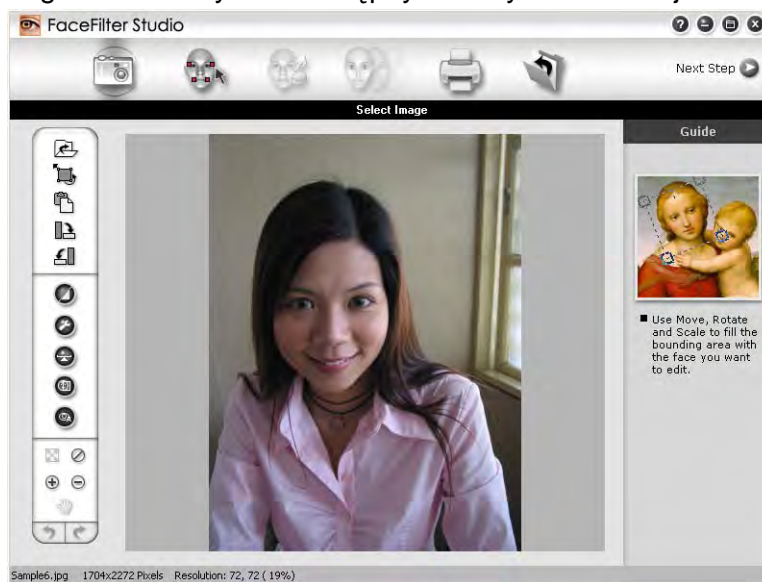 FaceFilter Studio
Next Step
Select Image
Guide
Use Move, Rotate
and Scale to fill the
bounding area with
the face you want
to edit.
Sample6.jpg 1704x2272 Pixels Resolution: 72, 72 ( 19%)